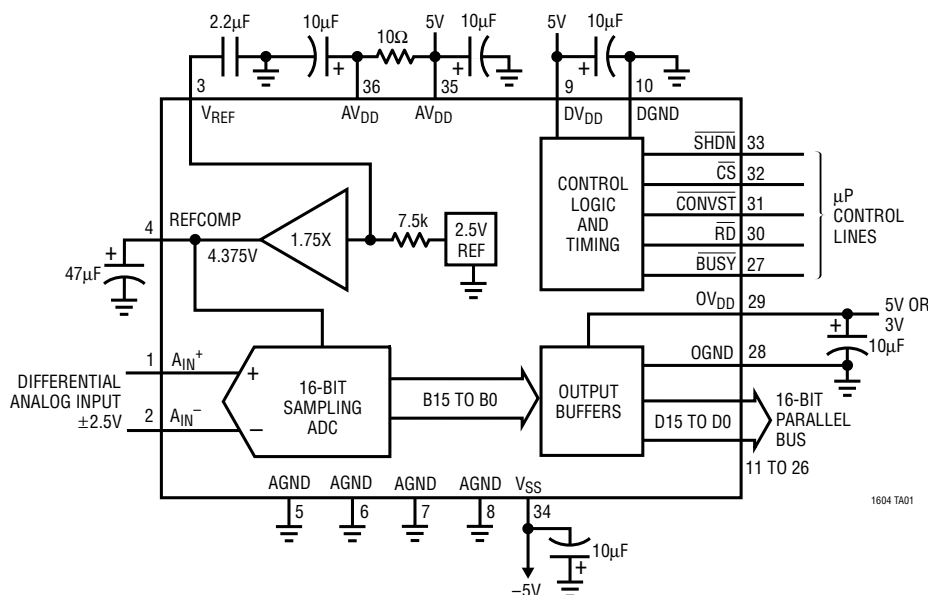 2.2µF
10µF
10Ω
5V
10µF
5V
10µF
3
36
35
9
10
VREF
AVDD
AVDD
DVDD
DGND
SHDN
33
CS
32
CONVST
31
RD
30
BUSY
27
CONTROL
LOGIC
AND
TIMING
µP
CONTROL
LINES
4
REFCOMP
4.375V
1.75X
7.5k
2.5V
REF
47µF
OVDD
29
5V OR
3V
10µF
OGND
28
1
AIN+
DIFFERENTIAL
ANALOG INPUT
±2.5V
2
AIN–
+
–
16-BIT
SAMPLING
ADC
B15 TO B0
OUTPUT
BUFFERS
D15 TO D0
16-BIT
PARALLEL
BUS
11 TO 26
AGND
AGND
AGND
AGND
VSS
5
6
7
8
34
10µF
–5V
1604 TA01